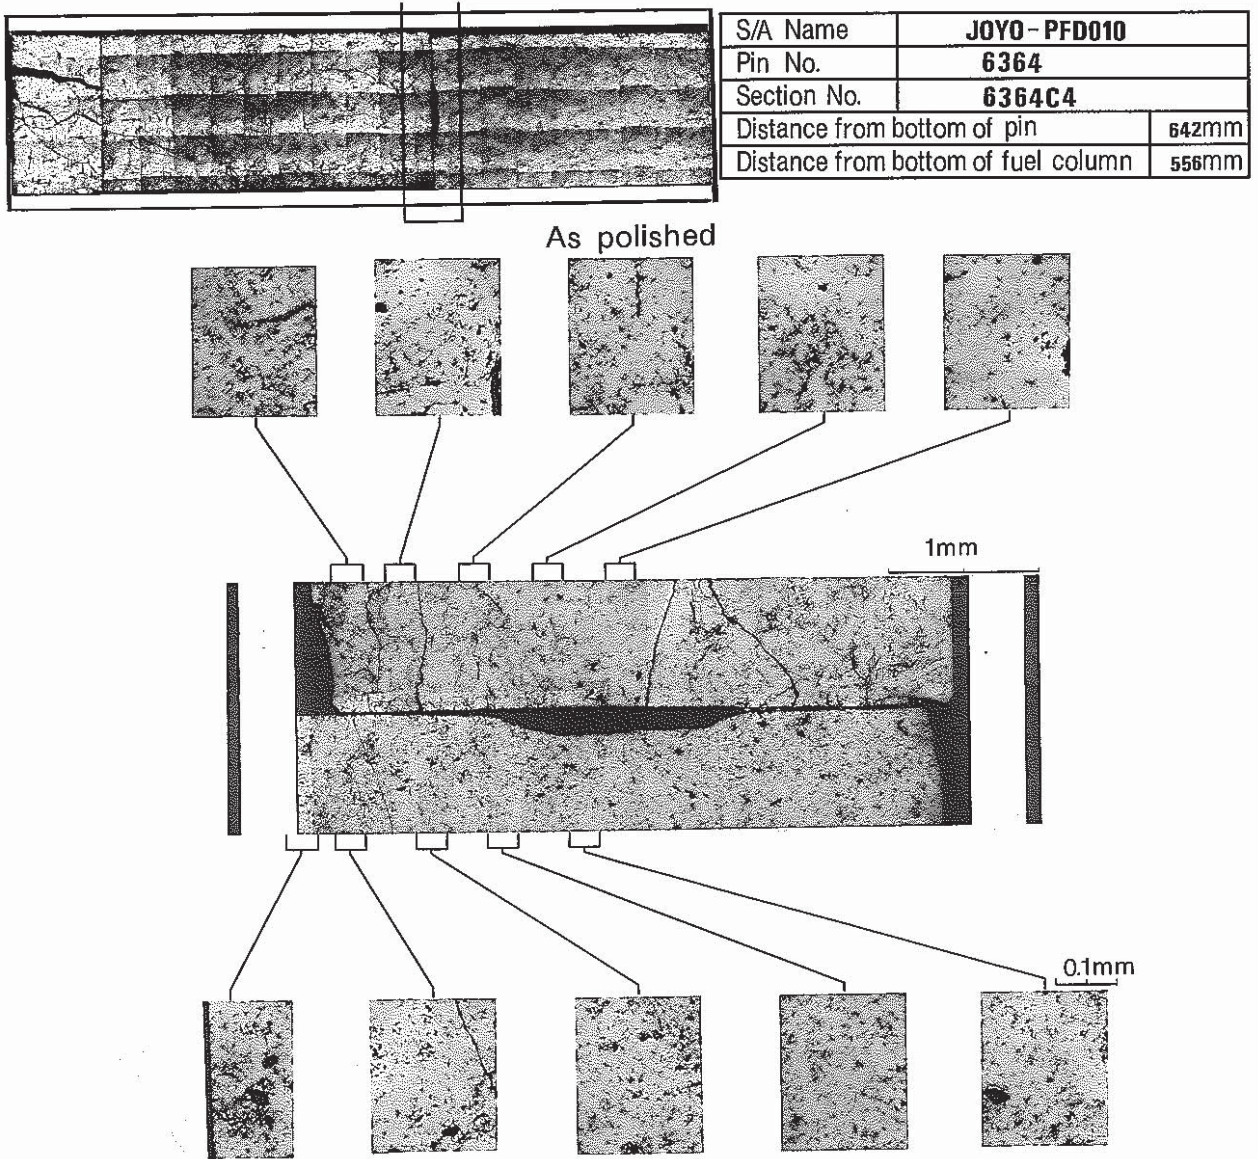 S/A Name JOYO-PFD010
Pin No. 6364
Section No. 6364C4
Distance from bottom of pin 642mm
Distance from bottom of fuel column 556mm
As polished
1mm
0.1mm